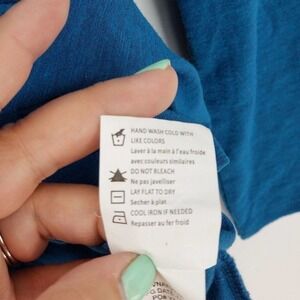 HAND WASH COLD WITH
LIKE COLORS
Laver à la main à l'eau froide
avec couleurs similaires
DO NOT BLEACH
Ne pas javelliser
LAY FLAT TO DRY
Secher à plat
COOL IRON IF NEEDED
Repasser au fer froid